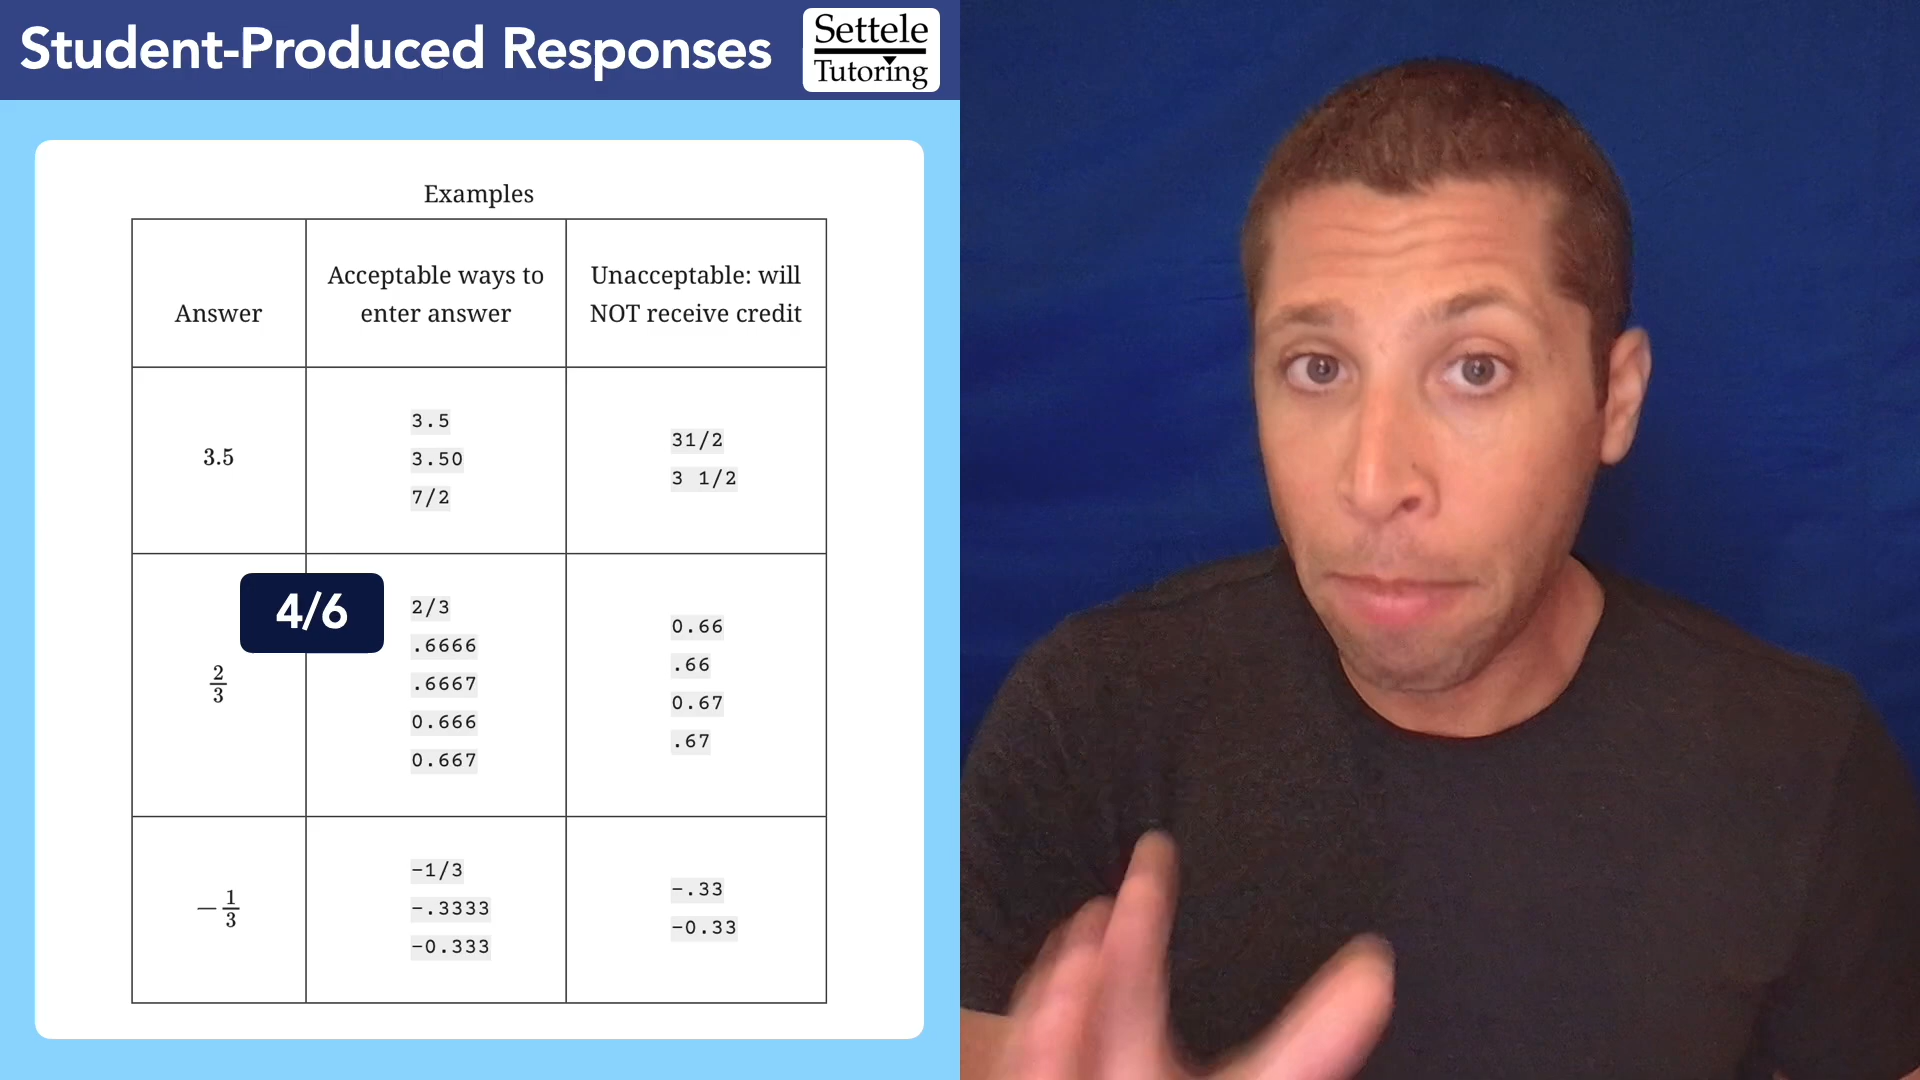 Student-Produced Responses
Settele
Tutoring
Examples
Answer
Acceptable ways to
enter answer
Unacceptable: will
NOT receive credit
3.5
3.5
3.50
7/2
31/2
3 1/2
4/6
2/3
2/3
.6666
.6667
0.666
0.667
0.66
.66
0.67
.67
-1/3
-1/3
-.3333
-0.333
-.33
-0.33